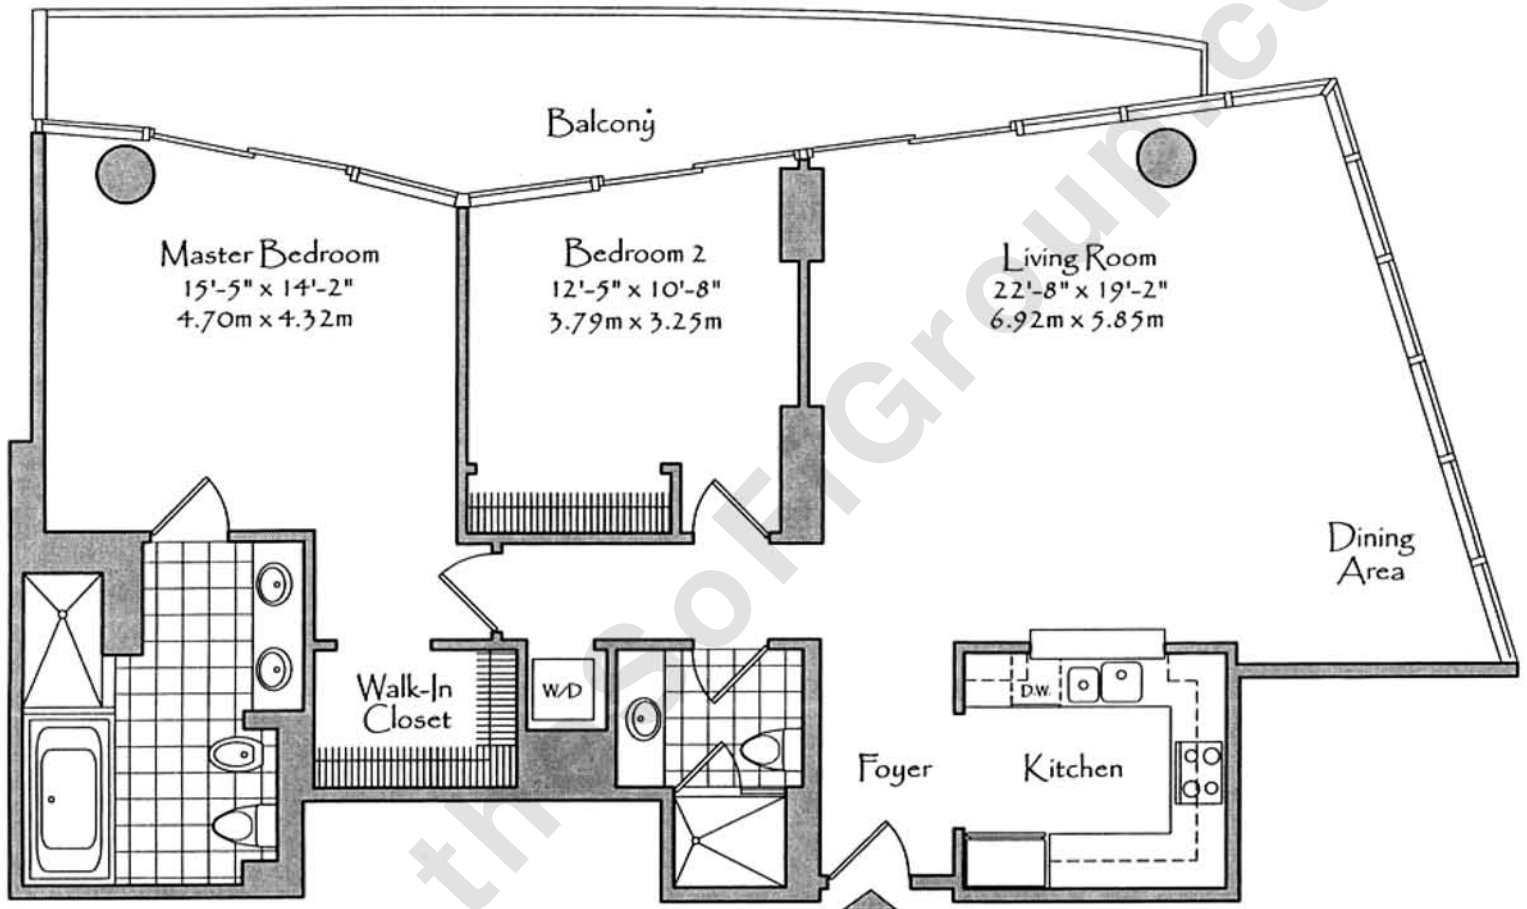 Balcony
Master Bedroom
15'-5" x 14'-2"
4.70m x 4.32m
Bedroom 2
12'-5" x 10'-8"
3.79m x 3.25m
Living Room
22'-8" x 19'-2"
6.92m x 5.85m
Dining
Area
Walk-In
Closet
W/D
D.W.
Foyer
Kitchen
theSoFiGroup.co